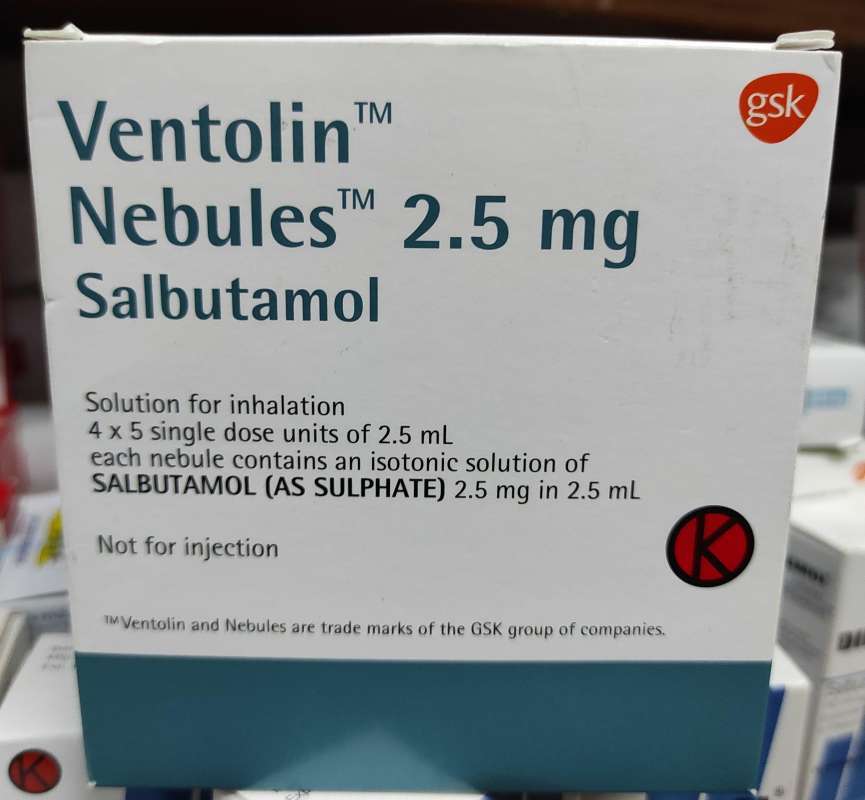 Ventolin™
gsk
Nebules™ 2.5 mg
Salbutamol
Solution for inhalation
4 x 5 single dose units of 2.5 mL
each nebule contains an isotonic solution of
SALBUTAMOL (AS SULPHATE) 2.5 mg in 2.5 mL
K
Not for injection
™Ventolin and Nebules are trade marks of the GSK group of companies.
K